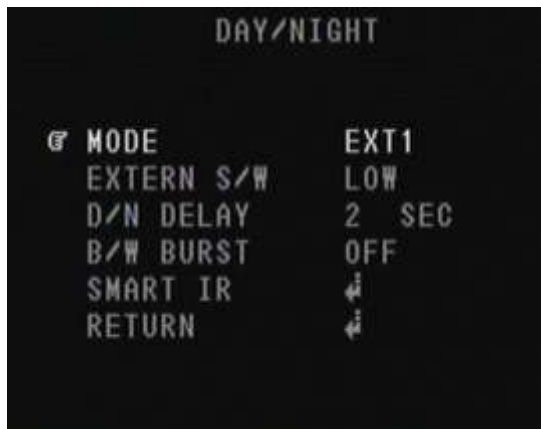 DAY/NIGHT
MODE EXT1
EXTERN S/W LOW
D/N DELAY 2 SEC
B/W BURST OFF
SMART IR ↲
RETURN ↲